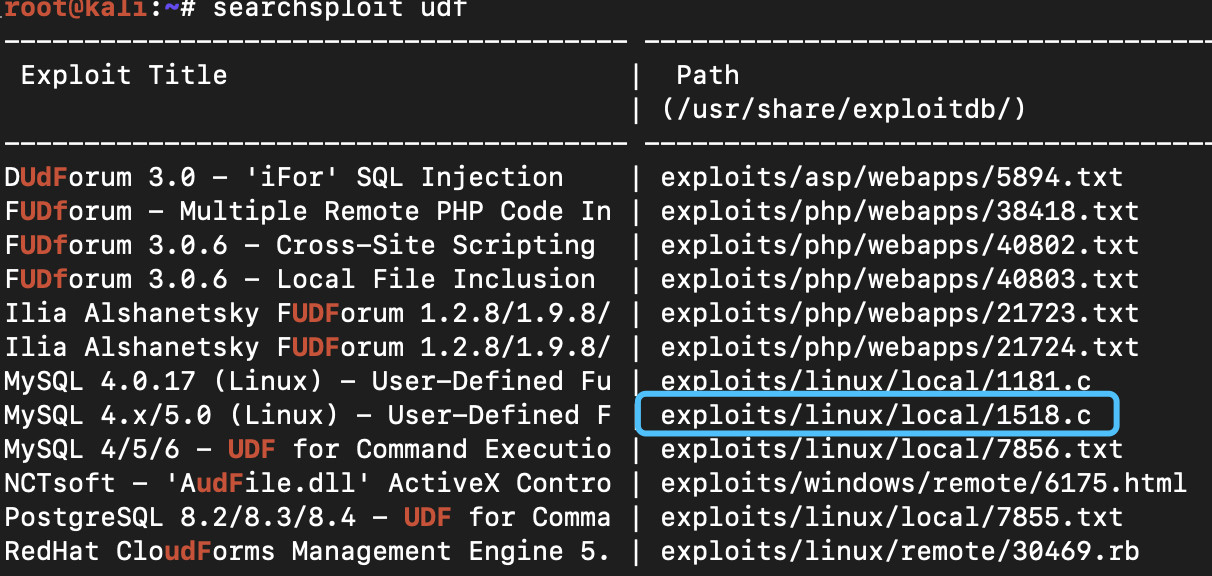 root@kali:~# searchsploit udf
---------------------------------------- ----------------------------------------
Exploit Title | Path
| (/usr/share/exploitdb/)
---------------------------------------- ----------------------------------------
DUdForum 3.0 - 'iFor' SQL Injection | exploits/asp/webapps/5894.txt
FUDforum - Multiple Remote PHP Code In | exploits/php/webapps/38418.txt
FUDforum 3.0.6 - Cross-Site Scripting | exploits/php/webapps/40802.txt
FUDforum 3.0.6 - Local File Inclusion | exploits/php/webapps/40803.txt
Ilia Alshanetsky FUDForum 1.2.8/1.9.8/ | exploits/php/webapps/21723.txt
Ilia Alshanetsky FUDForum 1.2.8/1.9.8/ | exploits/php/webapps/21724.txt
MySQL 4.0.17 (Linux) - User-Defined Fu | exploits/linux/local/1181.c
MySQL 4.x/5.0 (Linux) - User-Defined F | exploits/linux/local/1518.c
MySQL 4/5/6 - UDF for Command Executio | exploits/linux/local/7856.txt
NCTsoft - 'AudFile.dll' ActiveX Contro | exploits/windows/remote/6175.html
PostgreSQL 8.2/8.3/8.4 - UDF for Comma | exploits/linux/local/7855.txt
RedHat CloudForms Management Engine 5. | exploits/linux/remote/30469.rb